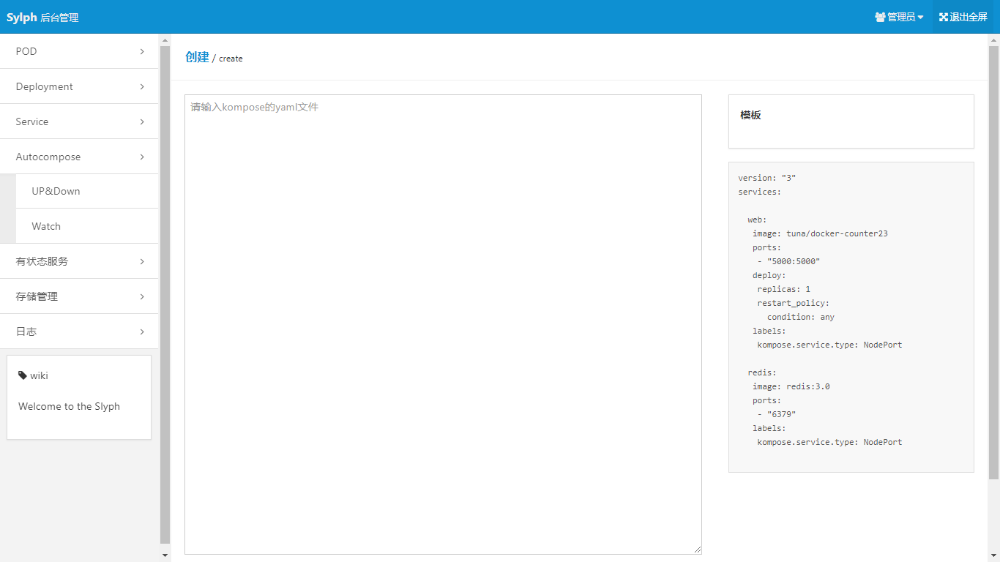 Sylph 后台管理
管理员
退出全屏
POD
Deployment
Service
Autocompose
UP&Down
Watch
有状态服务
存储管理
日志
wiki
Welcome to the Slyph
创建 / create
请输入kompose的yaml文件
模板
version: "3"
services:
web:
image: tuna/docker-counter23
ports:
- "5000:5000"
deploy:
replicas: 1
restart_policy:
condition: any
labels:
kompose.service.type: NodePort
redis:
image: redis:3.0
ports:
- "6379"
labels:
kompose.service.type: NodePort